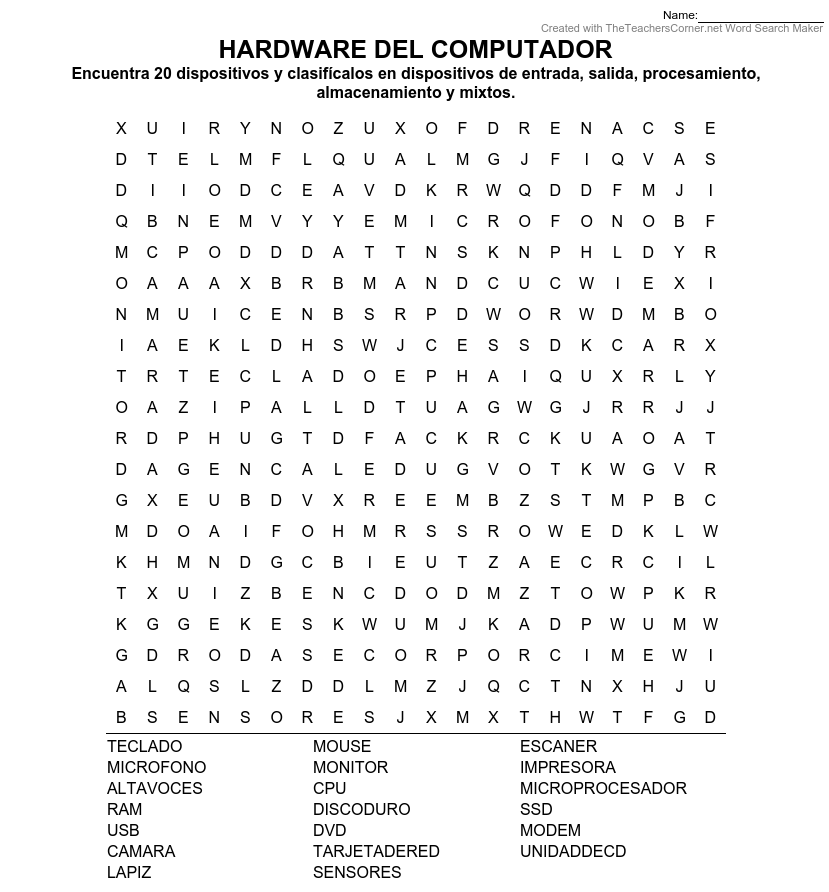 Name:
Created with TheTeachersCorner.net Word Search Maker
HARDWARE DEL COMPUTADOR
Encuentra 20 dispositivos y clasifícalos en dispositivos de entrada, salida, procesamiento,
almacenamiento y mixtos.
X U I R Y N O Z U X O F D R E N A C S E
D T E L M F L Q U A L M G J F I Q V A S
D I I O D C E A V D K R W Q D D F M J I
Q B N E M V Y Y E M I C R O F O N O B F
M C P O D D D A T T N S K N P H L D Y R
O A A A X B R B M A N D C U C W I E X I
N M U I C E N B S R P D W O R W D M B O
I A E K L D H S W J C E S S D K C A R X
T R T E C L A D O E P H A I Q U X R L Y
O A Z I P A L L D T U A G W G J R R J J
R D P H U G T D F A C K R C K U A O A T
D A G E N C A L E D U G V O T K W G V R
G X E U B D V X R E E M B Z S T M P B C
M D O A I F O H M R S S R O W E D K L W
K H M N D G C B I E U T Z A E C R C I L
T X U I Z B E N C D O D M Z T O W P K R
K G G E K E S K W U M J K A D P W U M W
G D R O D A S E C O R P O R C I M E W I
A L Q S L Z D D L M Z J Q C T N X H J U
B S E N S O R E S J X M X T H W T F G D
TECLADO MOUSE ESCANER
MICROFONO MONITOR IMPRESORA
ALTAVOCES CPU MICROPROCESADOR
RAM DISCODURO SSD
USB DVD MODEM
CAMARA TARJETADERED UNIDADDECD
LAPIZ SENSORES